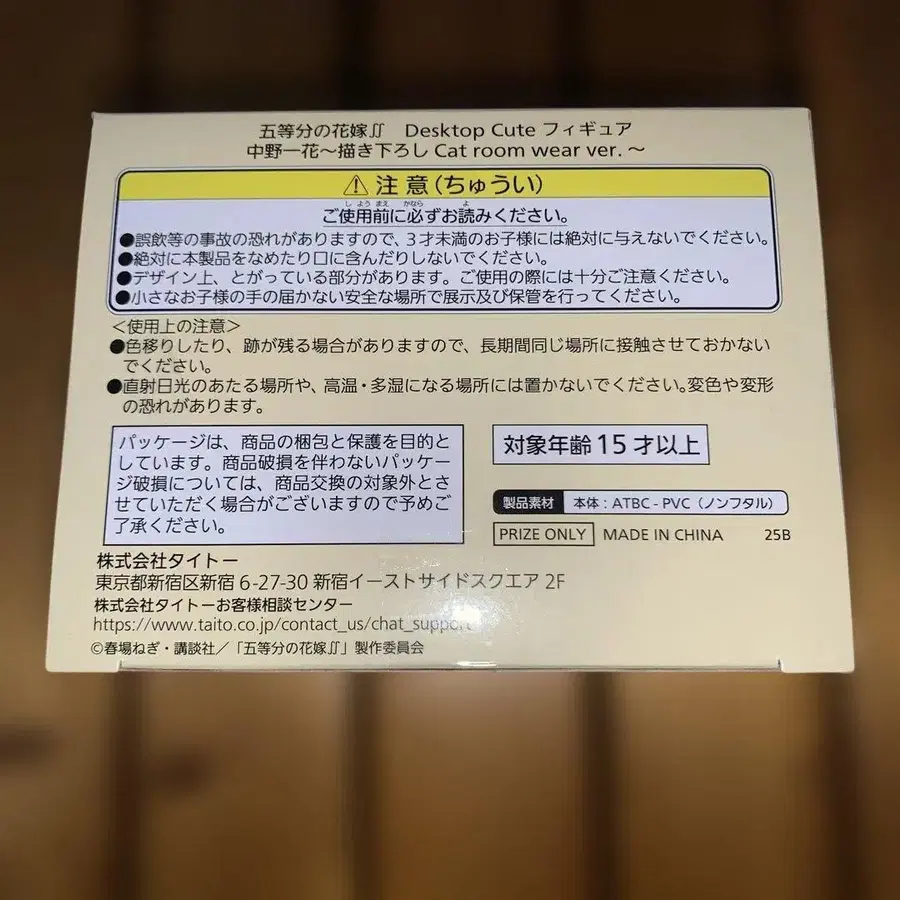 五等分の花嫁∬ Desktop Cute フィギュア
中野一花～描き下ろし Cat room wear ver.～
⚠ 注意(ちゅうい)
ご使用前に必ずお読みください。
しようまえ かなら よ
●誤飲等の事故の恐れがありますので、3才未満のお子様には絶対に与えないでください。
●絶対に本製品をなめたり口に含んだりしないでください。
●デザイン上、とがっている部分があります。ご使用の際には十分ご注意ください。
●小さなお子様の手の届かない安全な場所で展示及び保管を行ってください。
＜使用上の注意＞
●色移りしたり、跡が残る場合がありますので、長期間同じ場所に接触させておかない
でください。
●直射日光のあたる場所や、高温・多湿になる場所には置かないでください。変色や変形
の恐れがあります。
パッケージは、商品の梱包と保護を目的と
しています。商品破損を伴わないパッケー
ジ破損については、商品交換の対象外とさ
せていただく場合がございますので予めご
了承ください。
対象年齢15才以上
製品素材 本体：ATBC-PVC（ノンフタル）
PRIZE ONLY MADE IN CHINA 25B
株式会社タイトー
東京都新宿区新宿6-27-30 新宿イーストサイドスクエア 2F
株式会社タイトーお客様相談センター
https://www.taito.co.jp/contact_us/chat_support
©春場ねぎ・講談社／「五等分の花嫁∬」製作委員会